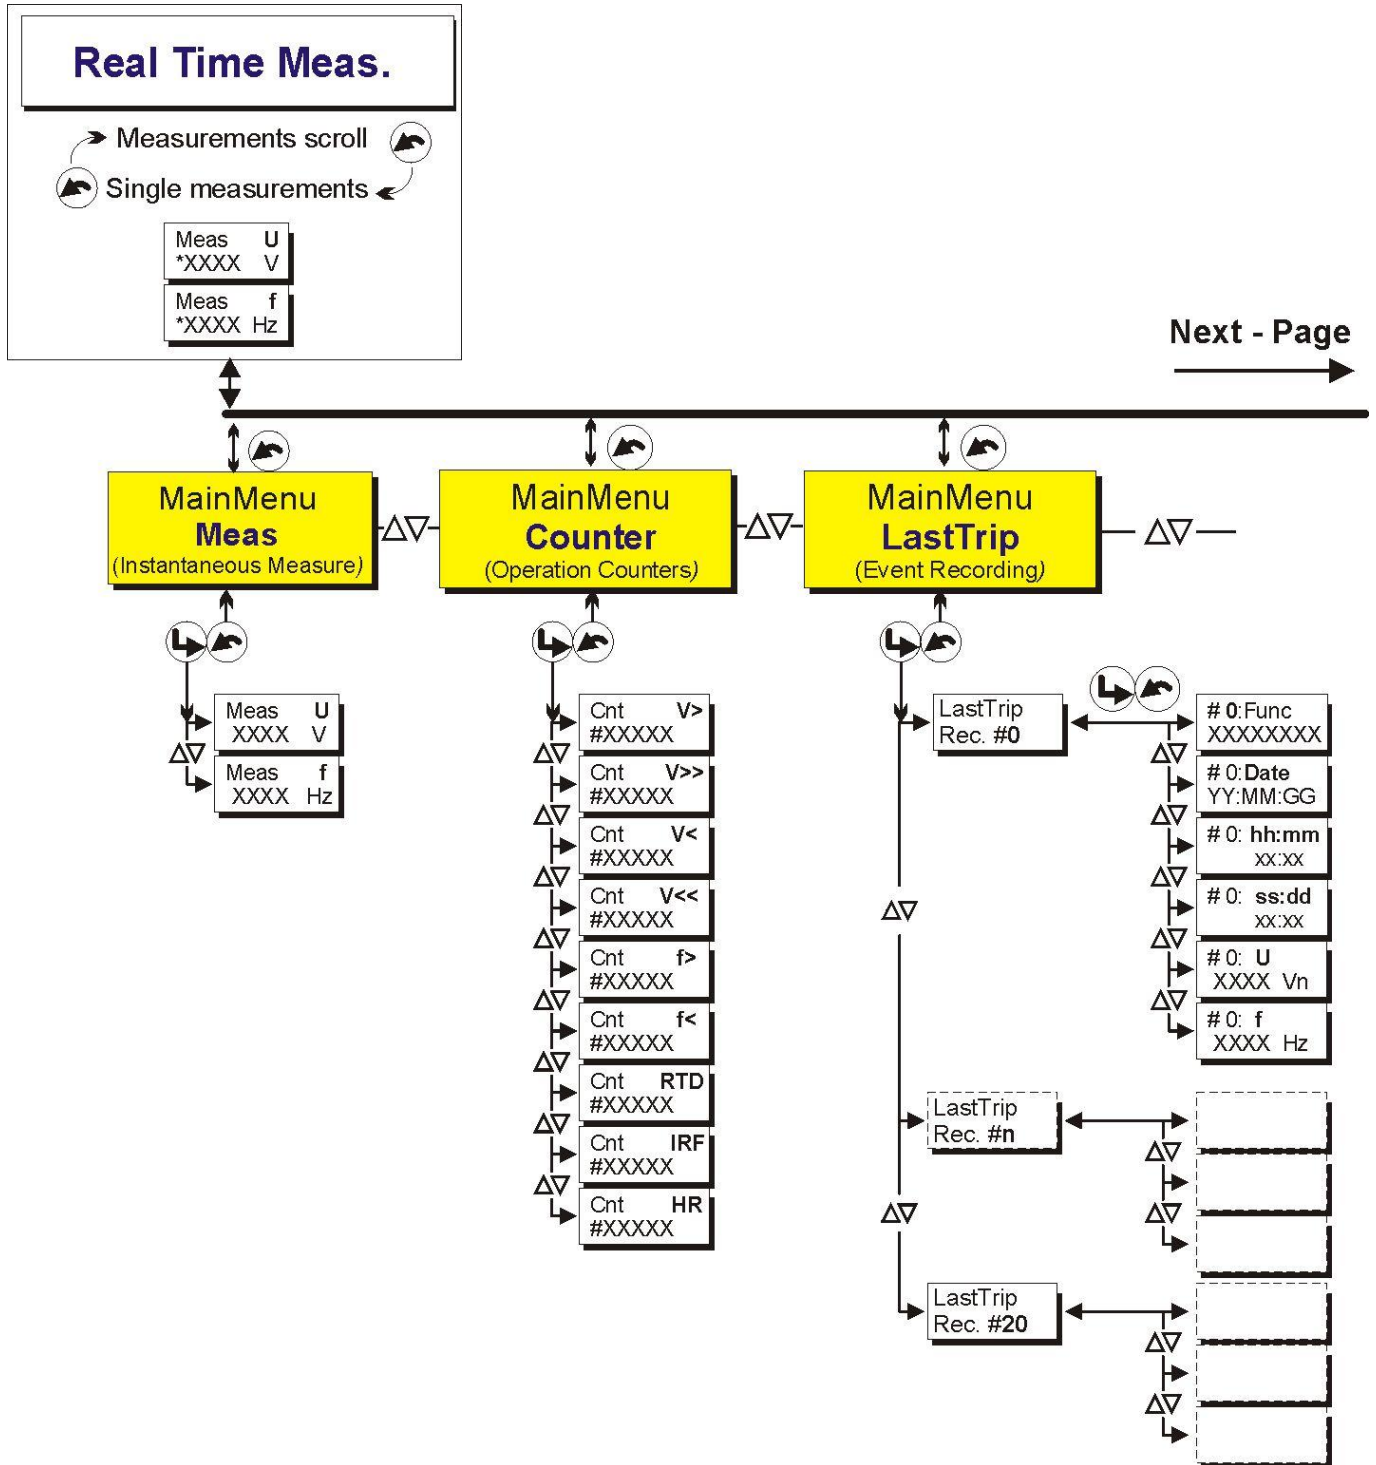 Real Time Meas.
Measurements scroll
Single measurements
Meas U
*XXXX V
Meas f
*XXXX Hz
Next - Page
MainMenu
Meas
(Instantaneous Measure)
MainMenu
Counter
(Operation Counters)
MainMenu
LastTrip
(Event Recording)
Meas U
XXXX V
Meas f
XXXX Hz
Cnt V>
#XXXXX
Cnt V>>
#XXXXX
Cnt V<
#XXXXX
Cnt V<<
#XXXXX
Cnt f>
#XXXXX
Cnt f<
#XXXXX
Cnt RTD
#XXXXX
Cnt IRF
#XXXXX
Cnt HR
#XXXXX
LastTrip
Rec. #0
# 0:Func
XXXXXXXX
# 0:Date
YY:MM:GG
# 0: hh:mm
xx:xx
# 0: ss:dd
xx:xx
# 0: U
XXXX Vn
# 0: f
XXXX Hz
LastTrip
Rec. #n
LastTrip
Rec. #20